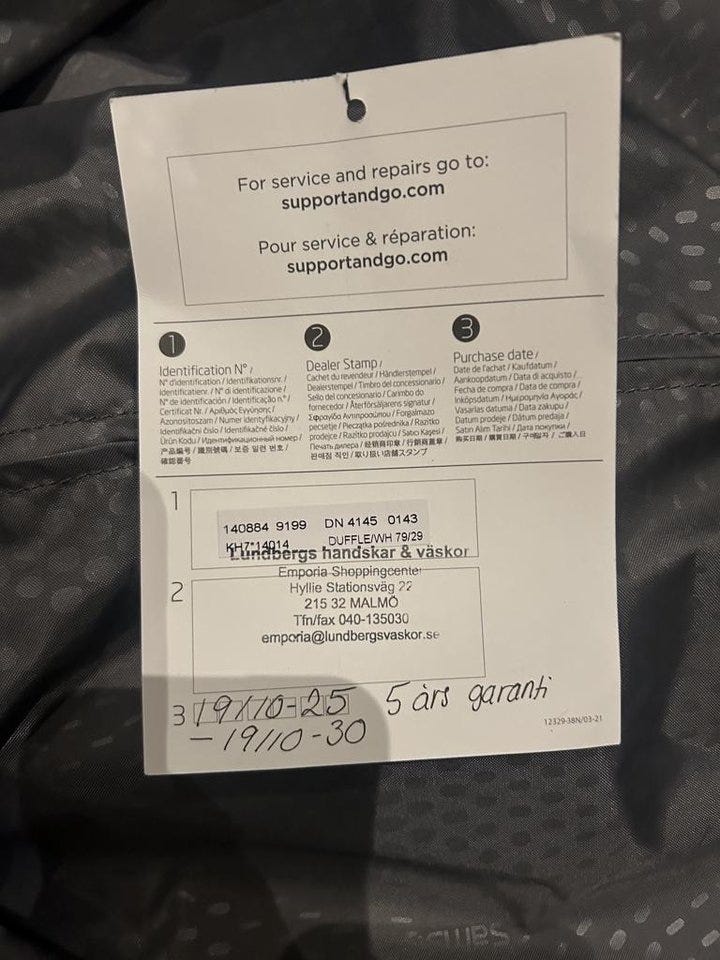 For service and repairs go to:
supportandgo.com
Pour service & réparation:
supportandgo.com
1
Identification N° /
N° d'identification / Identifikationsnr. /
Identificatienr. / N° di identificazione /
N° de identificación / Identificação n.° /
Certificat Nr. / Αριθμός Εγγύησης /
Azonosítószám / Numer identyfikacyjny /
Identifikační číslo / Identifikačné číslo /
Ürün Kodu / Идентификационный номер /
产品编号 / 識別號碼 / 보증 일련 번호 /
確認番号
2
Dealer Stamp /
Cachet du revendeur / Händlerstempel /
Dealerstempel / Timbro del concessionario /
Sello del concesionario / Carimbo do
fornecedor / Återförsäljarens signatur /
Σφραγίδα Αντιπροσώπου / Forgalmazó
pecsétje / Pieczątka pośrednika / Razítko
prodejce / Razítko prodajcu / Satıcı Kaşesi /
Печать дилера / 经销商印章 / 行銷商蓋章 /
판매점 직인 / 取り扱い店舗スタンプ
3
Purchase date /
Date de l'achat / Kaufdatum /
Aankoopdatum / Data di acquisto /
Fecha de compra / Data de compra /
Inköpsdatum / Ημερομηνία Αγοράς /
Vásárlás dátuma / Data zakupu /
Datum prodeje / Dátum predaja /
Satın Alım Tarihi / Дата покупки /
购买日期 / 購買日期 / 구매일자 / ご購入日
1
140884 9199 DN 4145 0143
KH7*14014 DUFFLE/WH 79/29
Lundbergs handskar & väskor
Emporia Shoppingcenter
2
Hyllie Stationsväg 22
215 32 MALMÖ
Tfn/fax 040-135030
emporia@lundbergsvaskor.se
3 19/10-25 5 års garanti
- 19/10-30
12329-38N/03-21